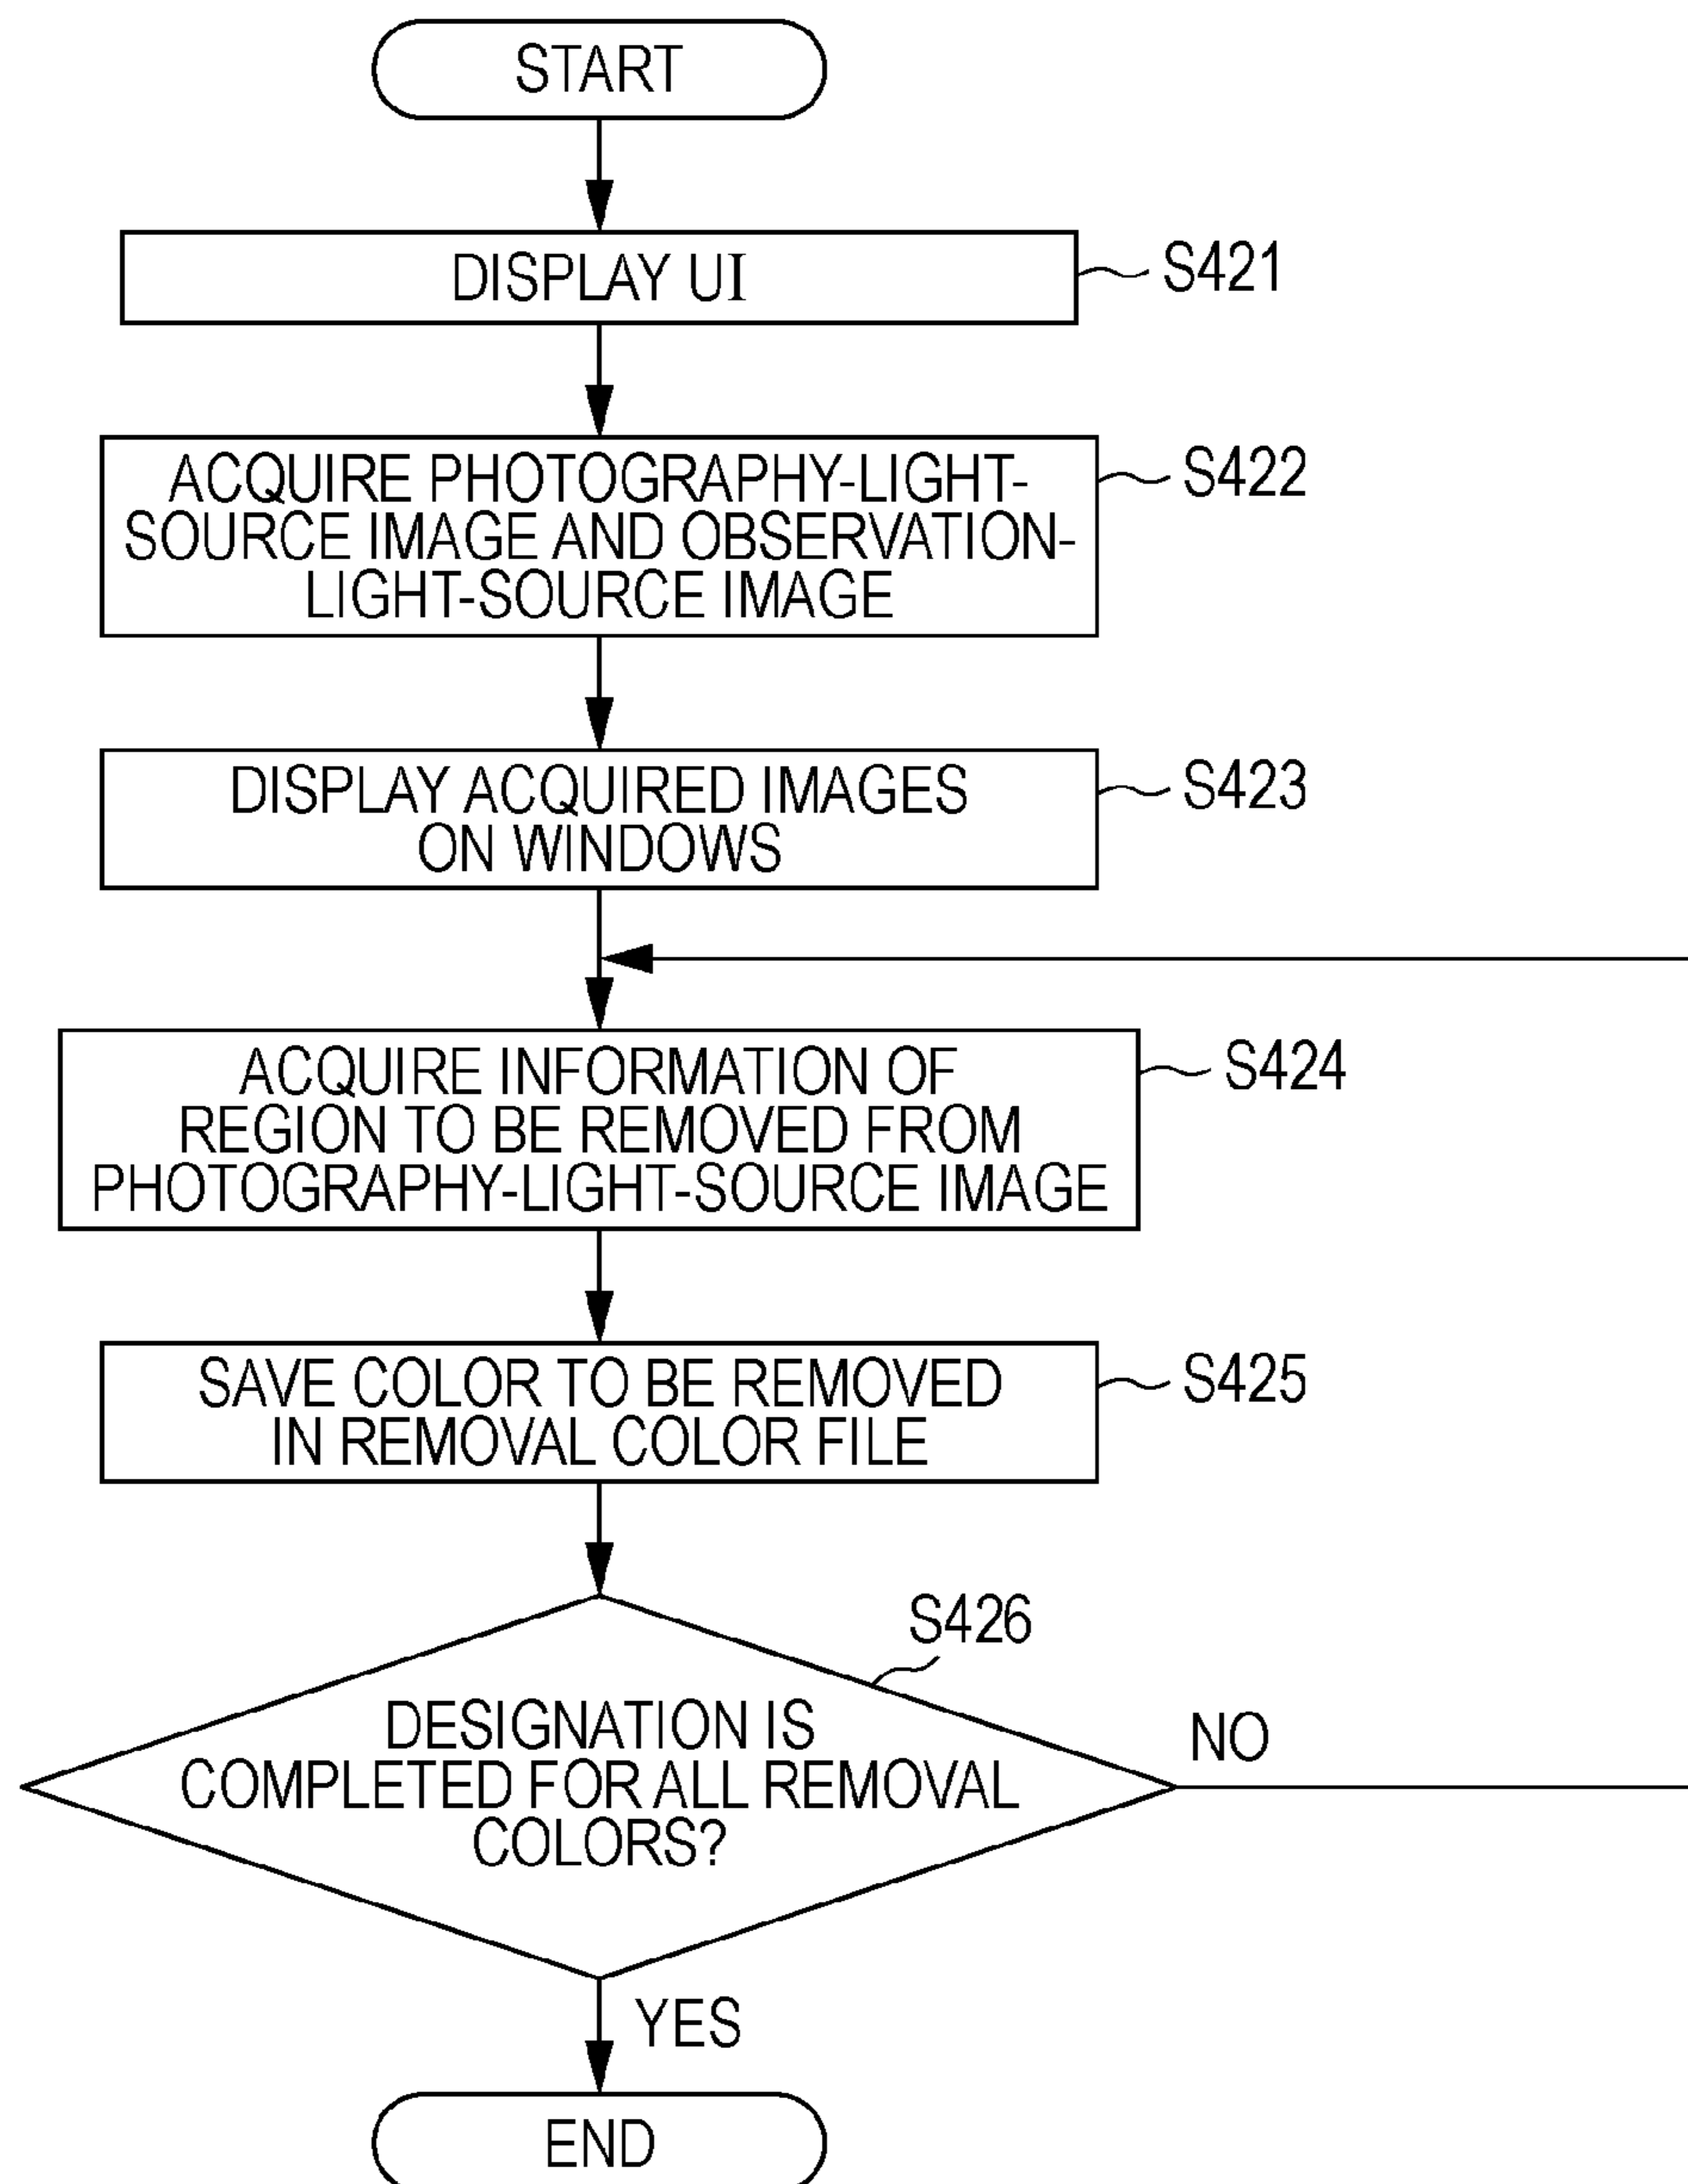 START
DISPLAY UI
S421
ACQUIRE PHOTOGRAPHY-LIGHT-
SOURCE IMAGE AND OBSERVATION-
LIGHT-SOURCE IMAGE
S422
DISPLAY ACQUIRED IMAGES
ON WINDOWS
S423
ACQUIRE INFORMATION OF
REGION TO BE REMOVED FROM
PHOTOGRAPHY-LIGHT-SOURCE IMAGE
S424
SAVE COLOR TO BE REMOVED
IN REMOVAL COLOR FILE
S425
S426
DESIGNATION IS
COMPLETED FOR ALL REMOVAL
COLORS?
NO
YES
END